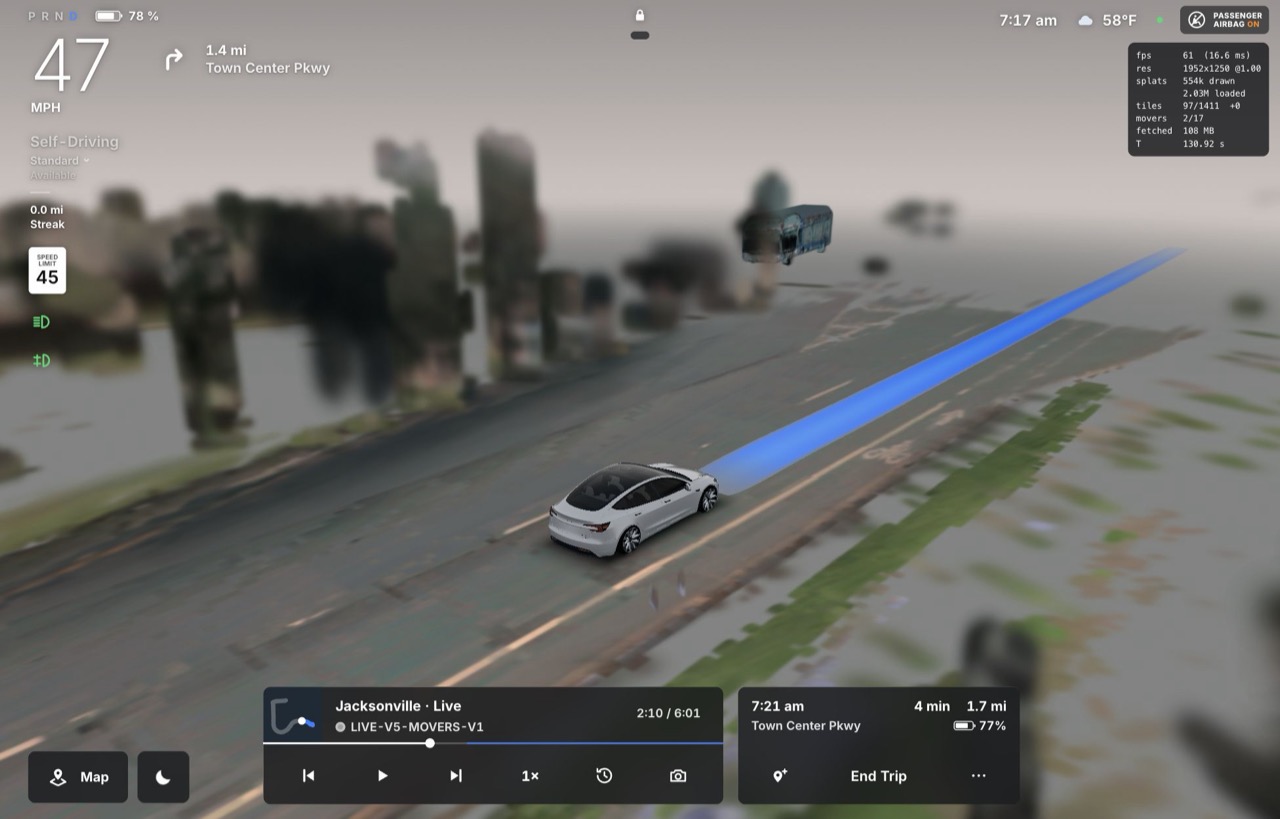 P R N D 78 %
7:17 am 58°F
PASSENGER
AIRBAG ON
47
MPH
1.4 mi
Town Center Pkwy
Self-Driving
Standard
Available
0.0 mi
Streak
SPEED
LIMIT
45
fps 61 (16.6 ms)
res 1952x1250 @1.00
splats 554k drawn
2.03M loaded
tiles 97/1411 +0
movers 2/17
fetched 108 MB
T 130.92 s
Map
Jacksonville · Live
LIVE-V5-MOVERS-V1
2:10 / 6:01
1×
7:21 am 4 min 1.7 mi
Town Center Pkwy 77%
End Trip